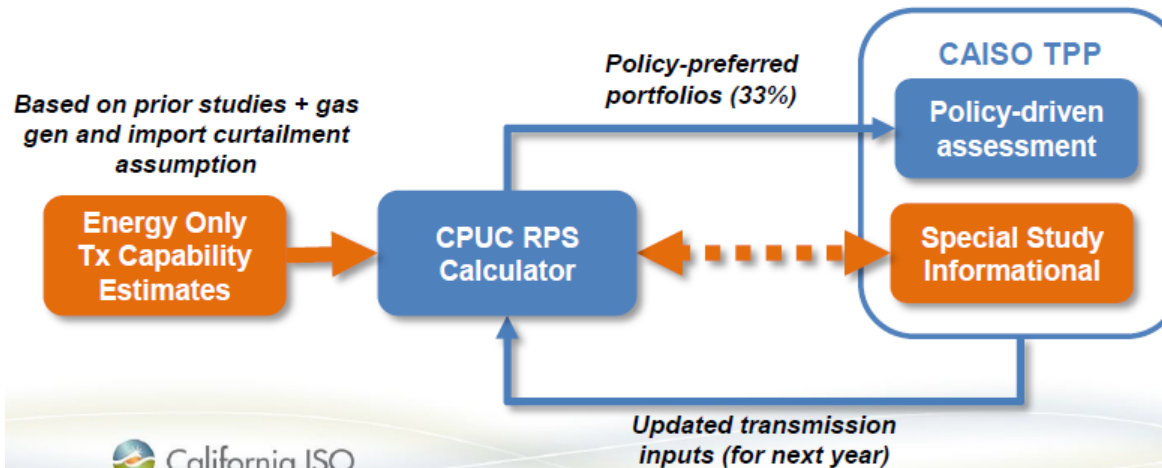 CAISO TPP
Policy-preferred
portfolios (33%)
Based on prior studies + gas
gen and import curtailment
assumption
Policy-driven
assessment
Energy Only
Tx Capability
Estimates
CPUC RPS
Calculator
Special Study
Informational
Updated transmission
inputs (for next year)
California ISO